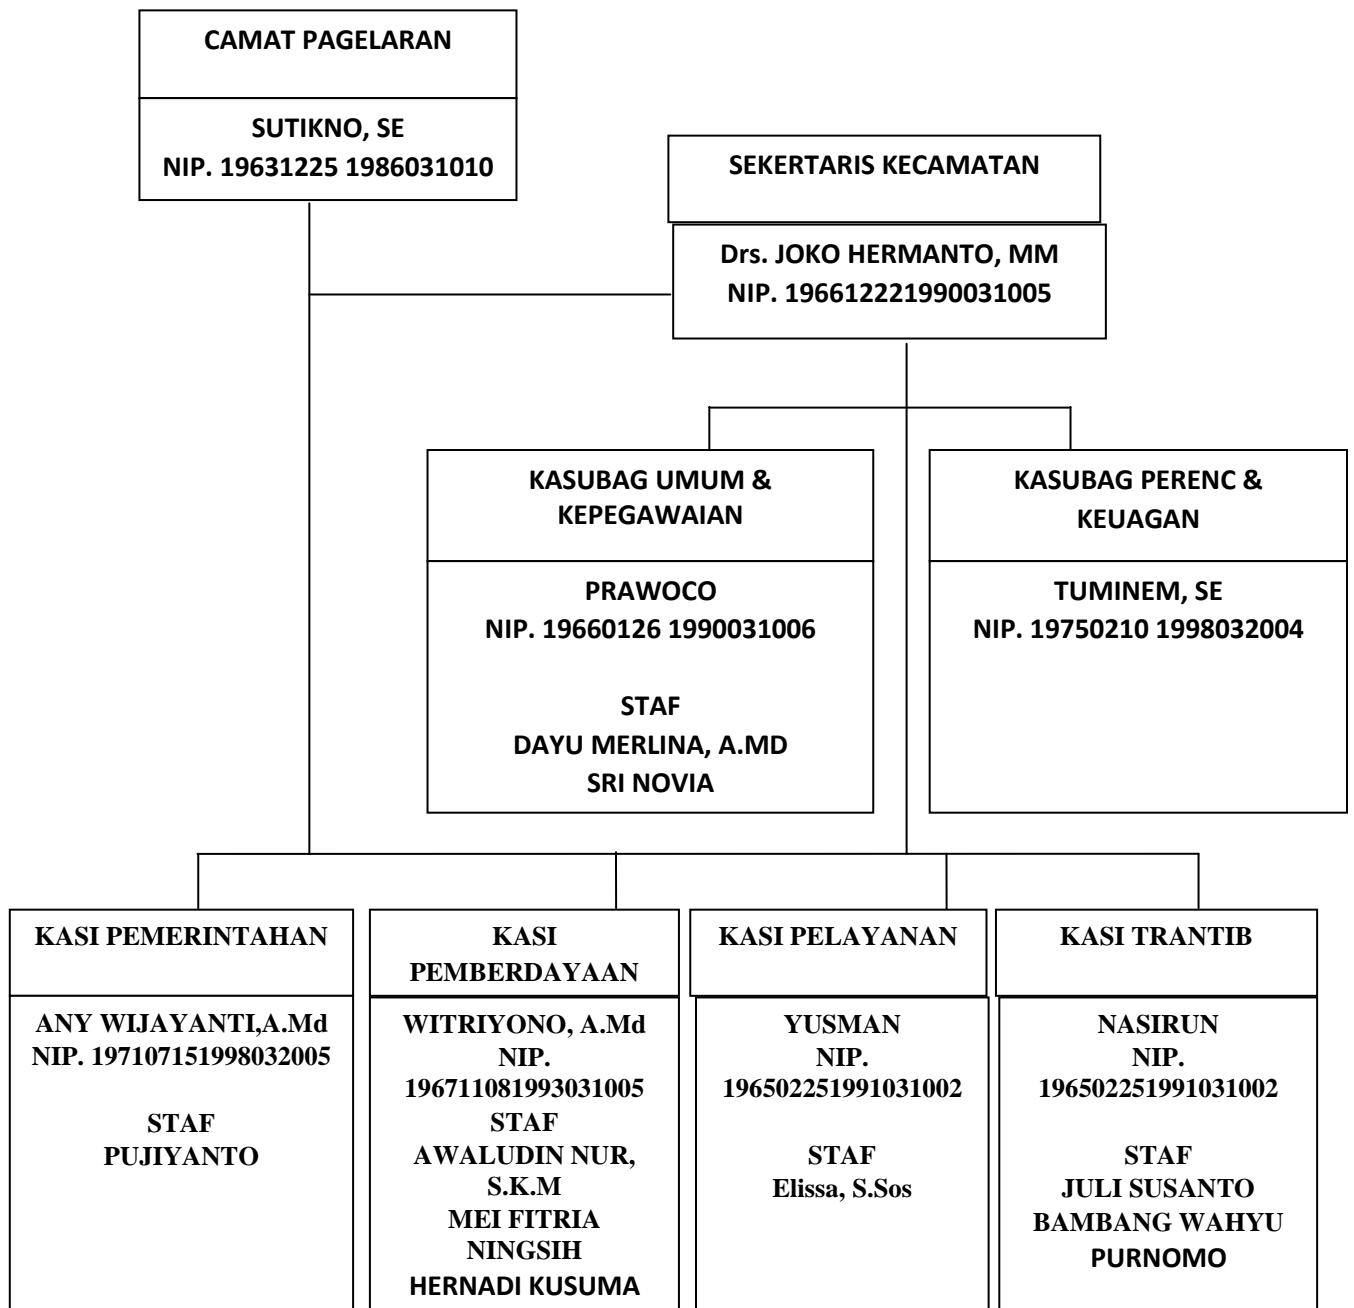 CAMAT PAGELARAN
SUTIKNO, SE
NIP. 19631225 1986031010
SEKERTARIS KECAMATAN
Drs. JOKO HERMANTO, MM
NIP. 196612221990031005
KASUBAG UMUM &
KEPEGAWAIAN
PRAWOCO
NIP. 19660126 1990031006
STAF
DAYU MERLINA, A.MD
SRI NOVIA
KASUBAG PERENC &
KEUAGAN
TUMINEM, SE
NIP. 19750210 1998032004
KASI PEMERINTAHAN
ANY WIJAYANTI,A.Md
NIP. 197107151998032005
STAF
PUJIYANTO
KASI
PEMBERDAYAAN
WITRIYONO, A.Md
NIP.
196711081993031005
STAF
AWALUDIN NUR,
S.K.M
MEI FITRIA
NINGSIH
HERNADI KUSUMA
KASI PELAYANAN
YUSMAN
NIP.
196502251991031002
STAF
Elissa, S.Sos
KASI TRANTIB
NASIRUN
NIP.
196502251991031002
STAF
JULI SUSANTO
BAMBANG WAHYU
PURNOMO